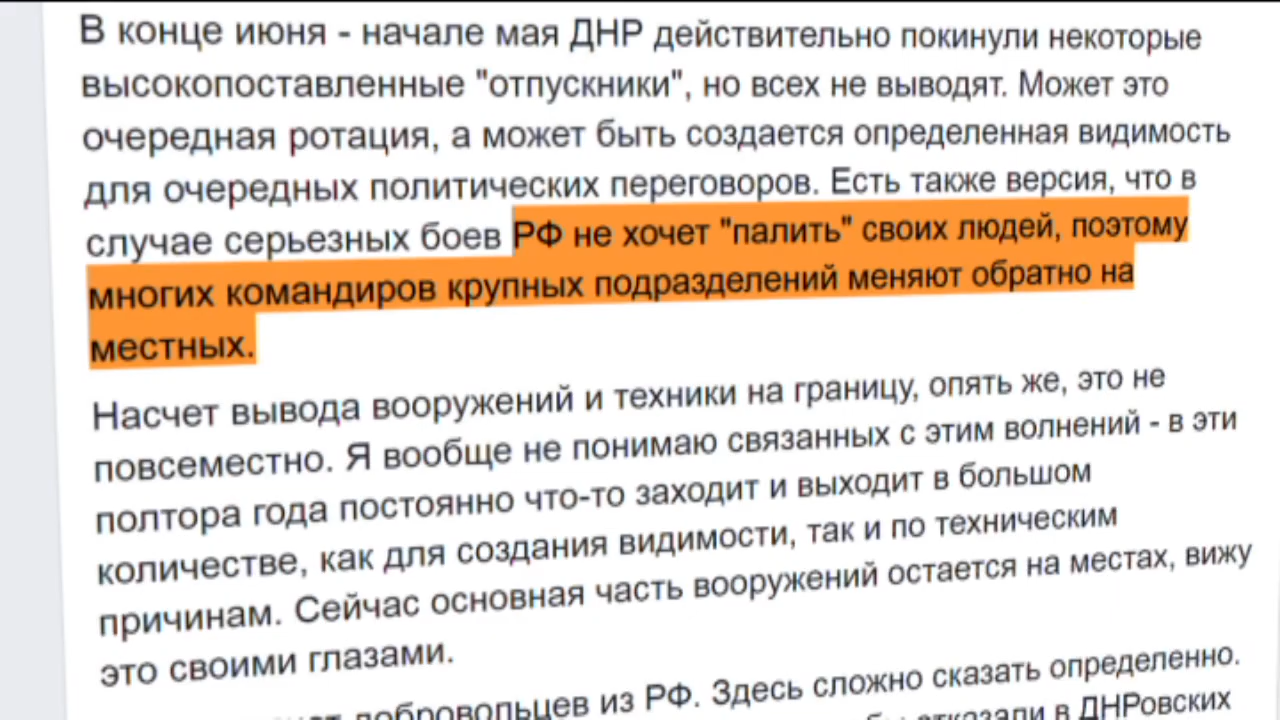 В конце июня - начале мая ДНР действительно покинули некоторые
высокопоставленные "отпускники", но всех не выводят. Может это
очередная ротация, а может быть создается определенная видимость
для очередных политических переговоров. Есть также версия, что в
случае серьезных боев РФ не хочет "палить" своих людей, поэтому
многих командиров крупных подразделений меняют обратно на
местных.
Насчет вывода вооружений и техники на границу, опять же, это не
повсеместно. Я вообще не понимаю связанных с этим волнений - в эти
полтора года постоянно что-то заходит и выходит в большом
количестве, как для создания видимости, так и по техническим
причинам. Сейчас основная часть вооружений остается на местах, вижу
это своими глазами.
добровольцев из РФ. Здесь сложно сказать определенно.
отказали в ДНРовских